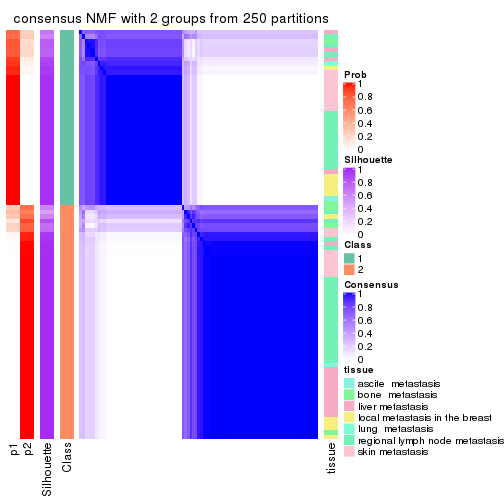 consensus NMF with 2 groups from 250 partitions
Prob
1
0.8
0.6
0.4
0.2
0
Silhouette
1
0.8
0.6
0.4
0.2
0
Class
1
2
Consensus
1
0.8
0.6
0.4
0.2
0
tissue
ascite metastasis
bone metastasis
liver metastasis
local metastasis in the breast
lung metastasis
regional lymph node metastasis
skin metastasis
p1
p2
Silhouette
Class
tissue